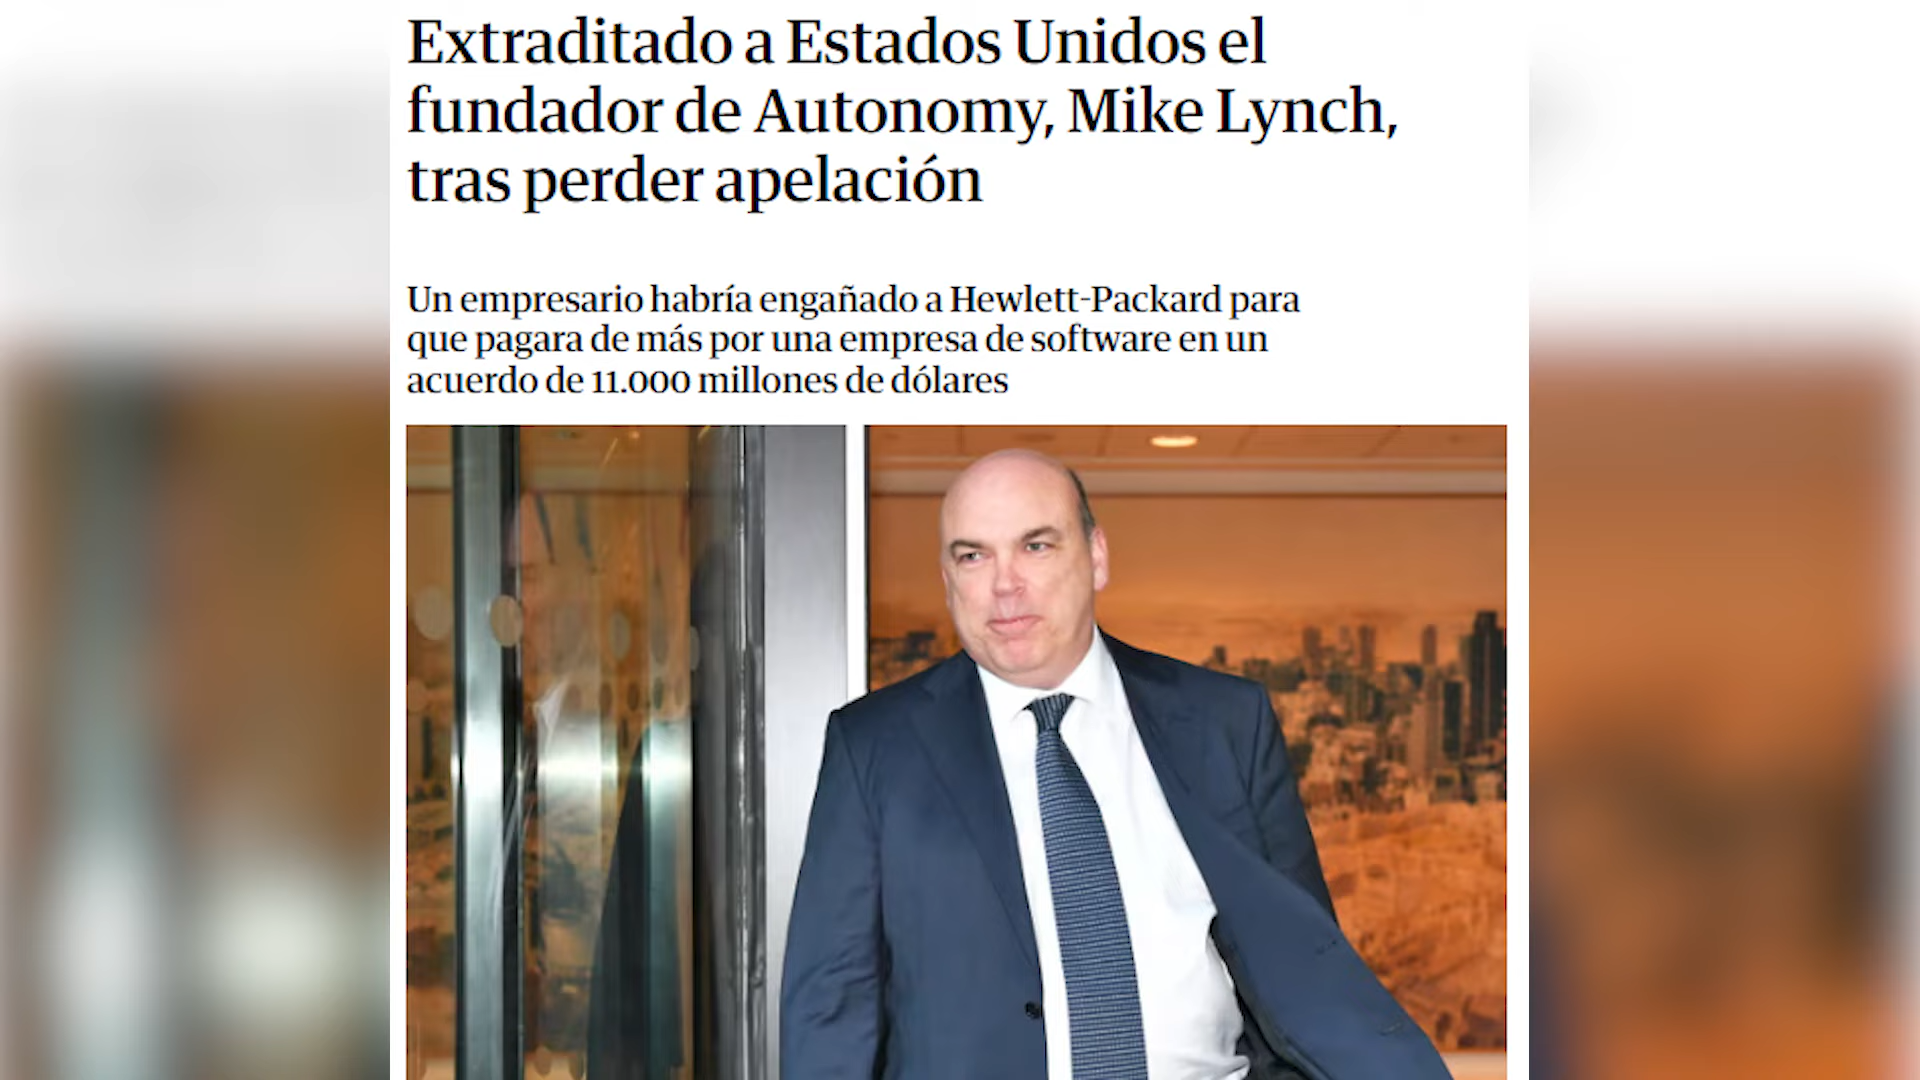 Extraditado a Estados Unidos el
fundador de Autonomy, Mike Lynch,
tras perder apelación
Un empresario habría engañado a Hewlett-Packard para
que pagara de más por una empresa de software en un
acuerdo de 11.000 millones de dólares